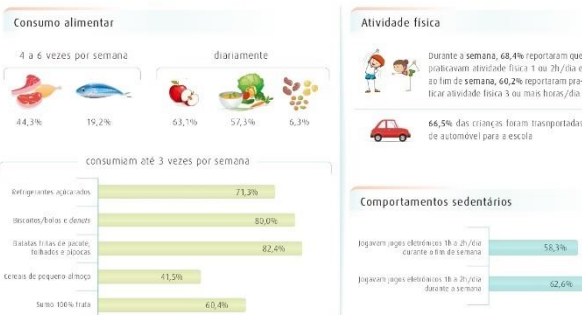 Consumo alimentar
4 a 6 vezes por semana
diariamente
44,3%
19,2%
63,1%
57,3%
6,3%
consumiam até 3 vezes por semana
Refrigerantes açucarados
71,3%
Biscoitos/bolos e donuts
80,0%
Batatas fritas de pacote,
folhados e pipocas
82,4%
Cereais de pequeno almoço
41,5%
Sumo 100% fruta
60,4%
Atividade física
Durante a semana, 68,4% reportaram que
praticavam atividade física 1 ou 2h/dia e
ao fim de semana, 60,2% reportaram pra-
ticar atividade física 3 ou mais horas/dia
66,5% das crianças foram transportadas
de automóvel para a escola
Comportamentos sedentários
Jogavam jogos eletrónicos 1h a 2h/dia
durante o fim de semana
58,3%
Jogavam jogos eletrónicos 1h a 2h/dia
durante a semana
62,6%